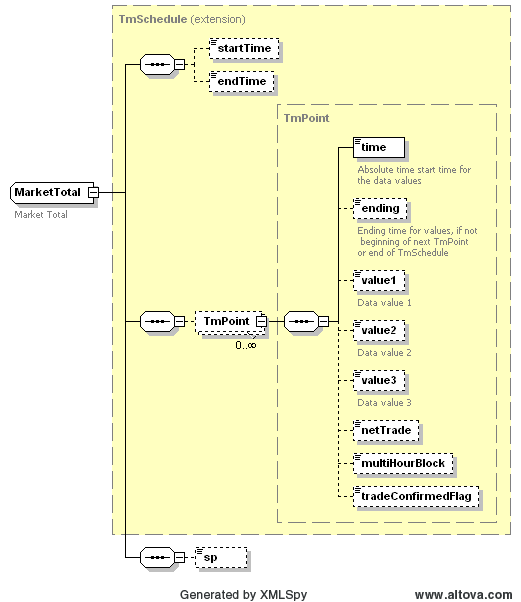 TmSchedule (extension)
startTime
endTime
TmPoint
time
Absolute time start time for
the data values
MarketTotal
Market Total
ending
Ending time for values, if not
beginning of next TmPoint
or end of TmSchedule
value1
Data value 1
TmPoint
0..∞
value2
Data value 2
value3
Data value 3
netTrade
multiHourBlock
tradeConfirmedFlag
sp
Generated by XMLSpy
www.altova.com